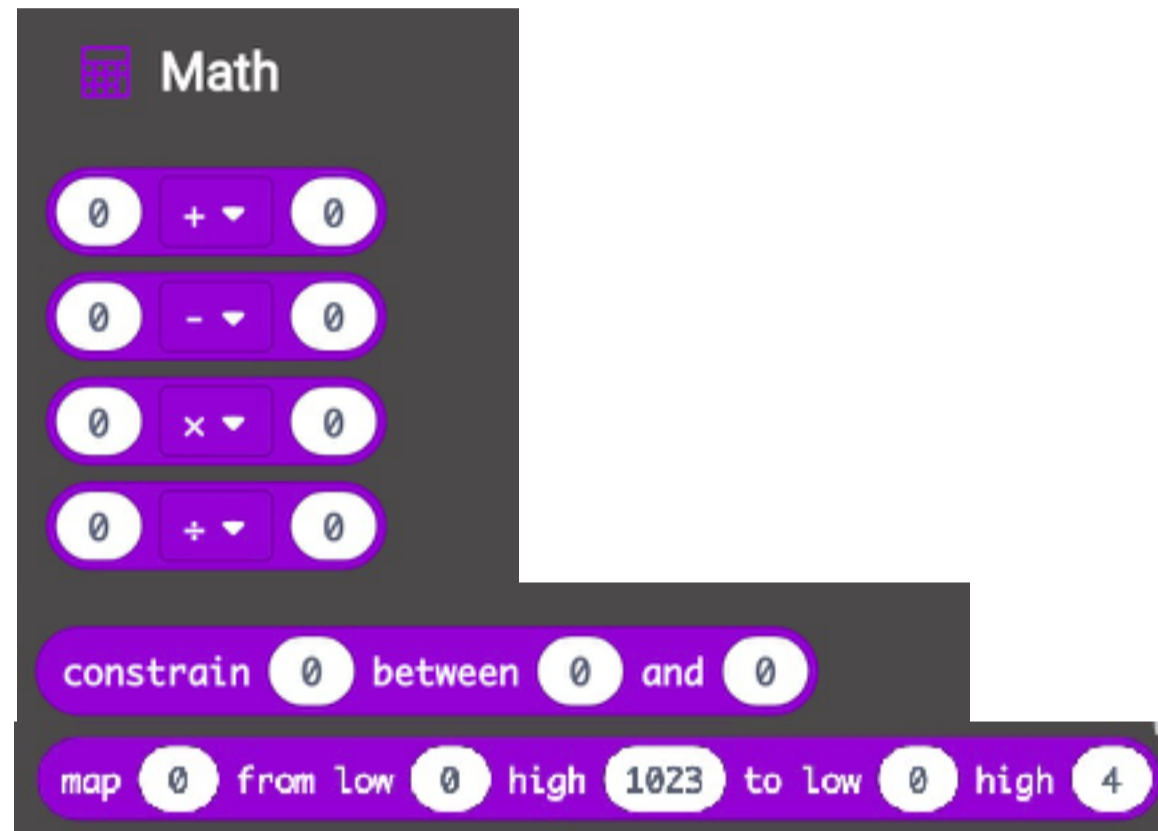 Math
0 + 0
0 - 0
0 × 0
0 ÷ 0
constrain 0 between 0 and 0
map 0 from low 0 high 1023 to low 0 high 4